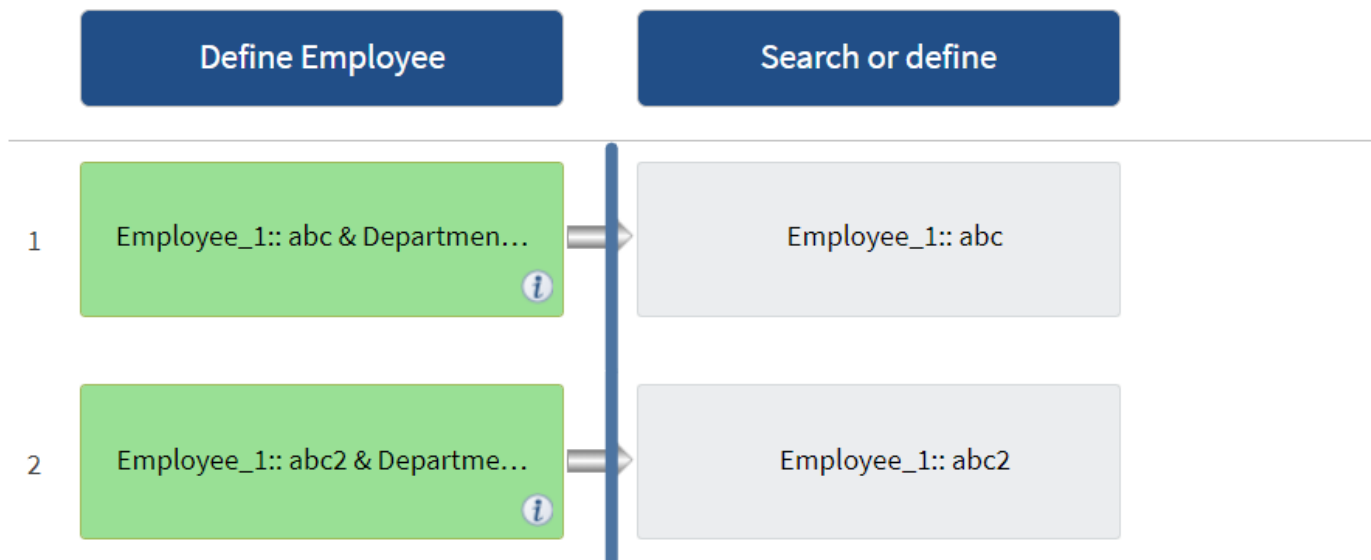 Define Employee
Search or define
1
Employee_1:: abc & Departmen...
Employee_1:: abc
i
2
Employee_1:: abc2 & Departme...
Employee_1:: abc2
i